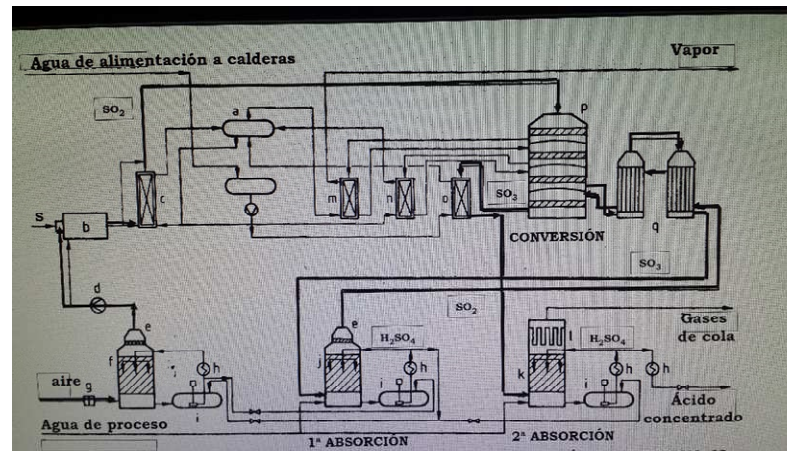 Agua de alimentación a calderas
Vapor
SO2
a
p
c
m
n
o
SO3
S
b
q
CONVERSIÓN
SO3
d
SO2
e
e
Gases
de cola
f
H2SO4
j
l
H2SO4
h
h
k
h
h
aire
g
i
i
i
Ácido
concentrado
Agua de proceso
1ª ABSORCIÓN
2ª ABSORCIÓN